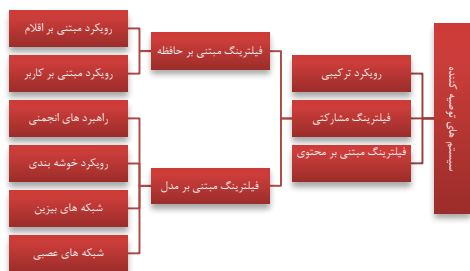 سیستم های توصیه کننده
رویکرد ترکیبی
فیلترینگ مشارکتی
فیلترینگ مبتنی بر محتوی
فیلترینگ مبتنی بر حافظه
فیلترینگ مبتنی بر مدل
رویکرد مبتنی بر اقلام
رویکرد مبتنی بر کاربر
راهبرد های انجمنی
رویکرد خوشه بندی
شبکه های بیزین
شبکه های عصبی